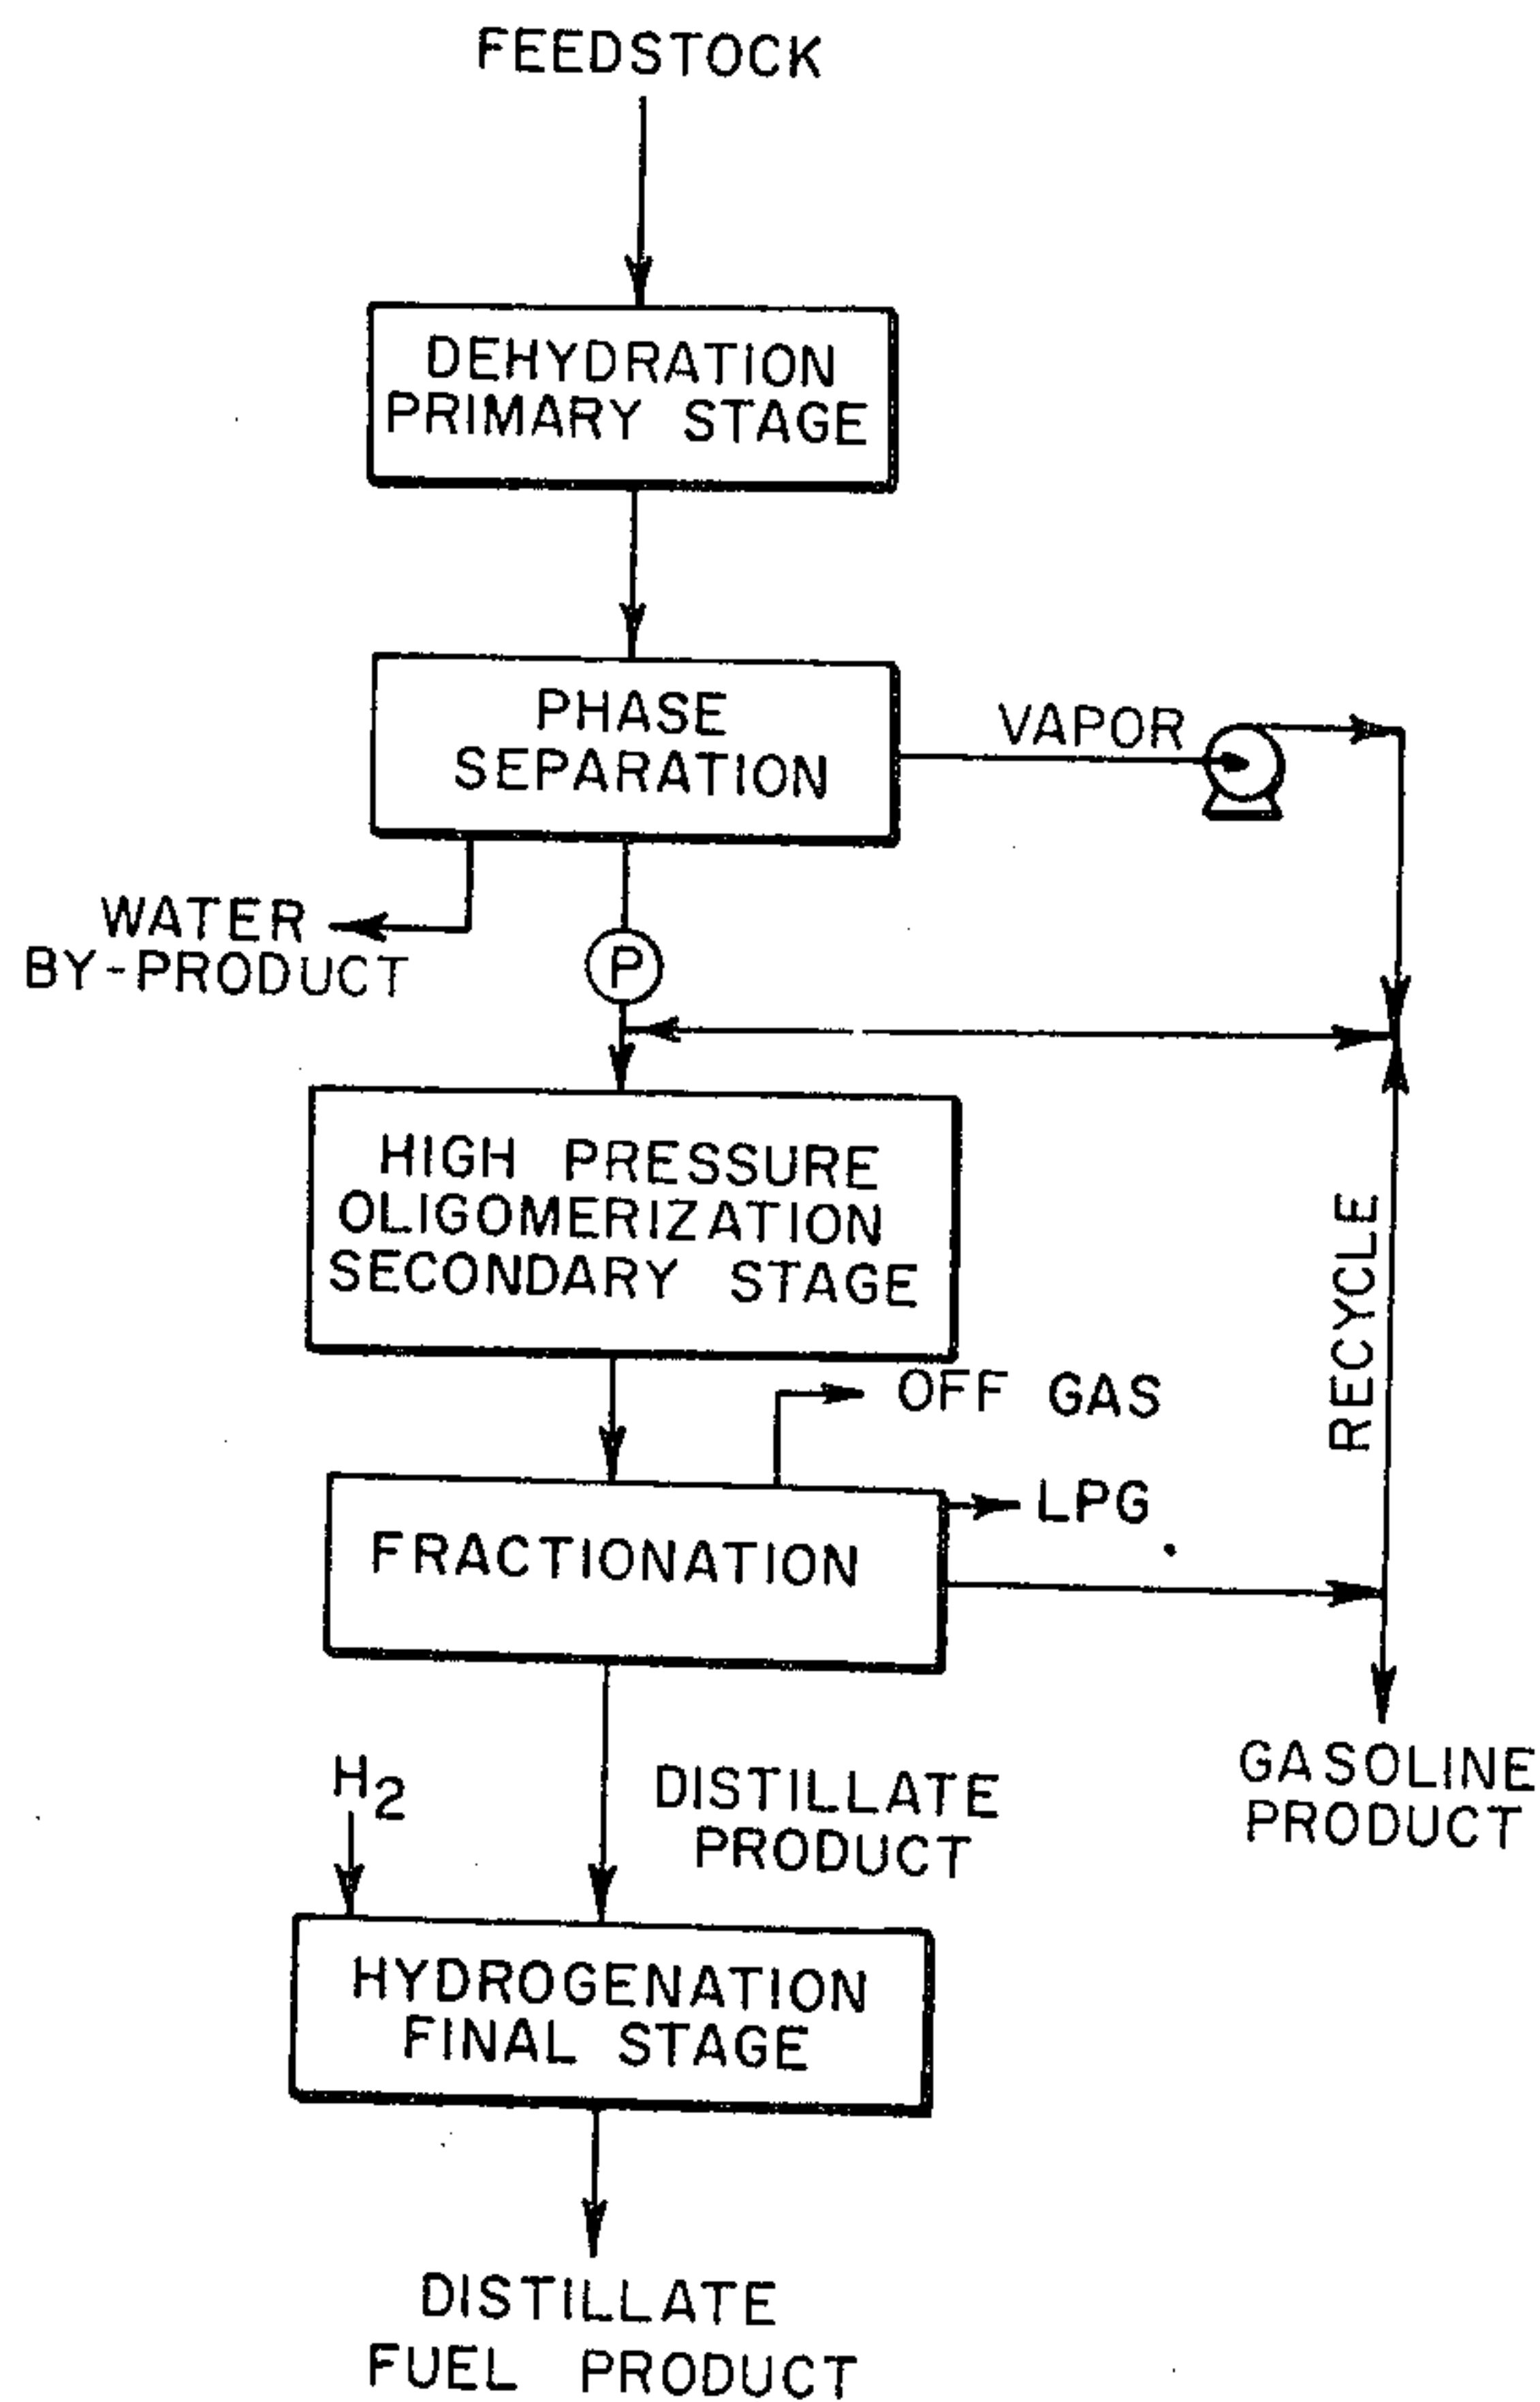 FEEDSTOCK
DEHYDRATION
PRIMARY STAGE
PHASE
SEPARATION
VAPOR
WATER
BY-PRODUCT
P
HIGH PRESSURE
OLIGOMERIZATION
SECONDARY STAGE
RECYCLE
OFF GAS
LPG
FRACTIONATION
H2
DISTILLATE
PRODUCT
GASOLINE
PRODUCT
HYDROGENATION
FINAL STAGE
DISTILLATE
FUEL PRODUCT